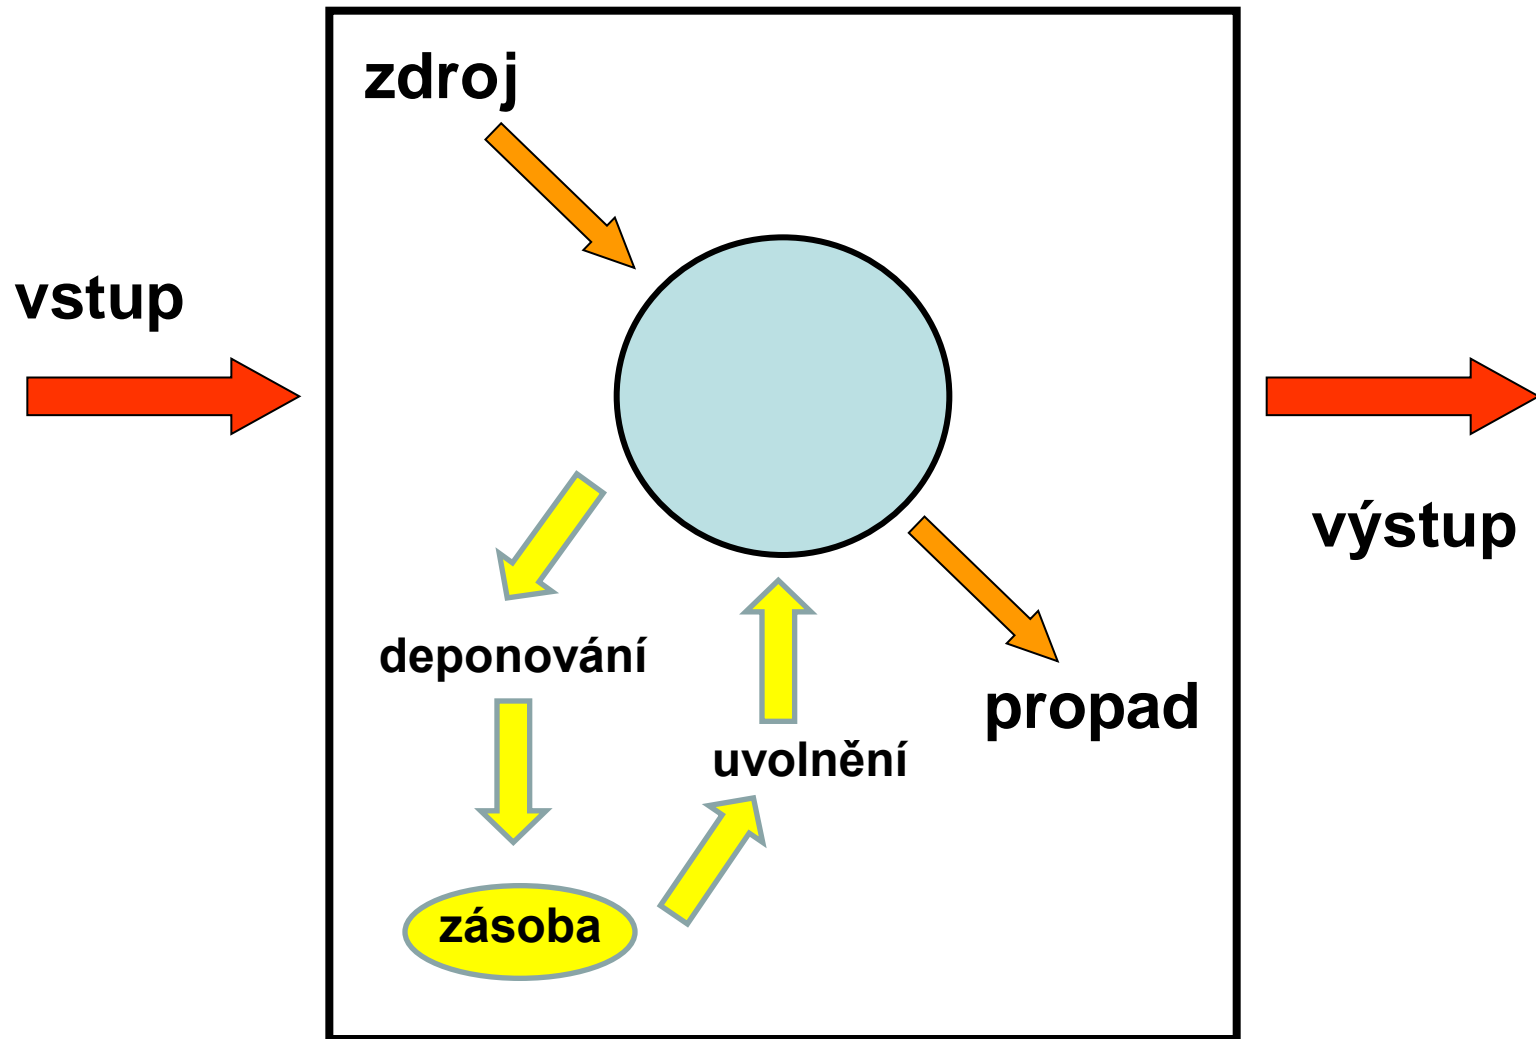 zdroj
vstup
výstup
deponování
propad
uvolnění
zásoba